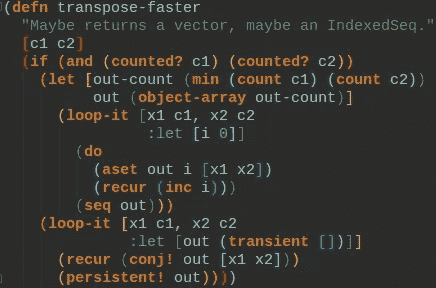 (defn transpose-faster
"Maybe returns a vector, maybe an IndexedSeq."
[c1 c2]
(if (and (counted? c1) (counted? c2))
(let [out-count (min (count c1) (count c2))
out (object-array out-count)]
(loop-it [x1 c1, x2 c2
:let [i 0]]
(do
(aset out i [x1 x2])
(recur (inc i)))
(seq out)))
(loop-it [x1 c1, x2 c2
:let [out (transient [])]]
(recur (conj! out [x1 x2]))
(persistent! out))))